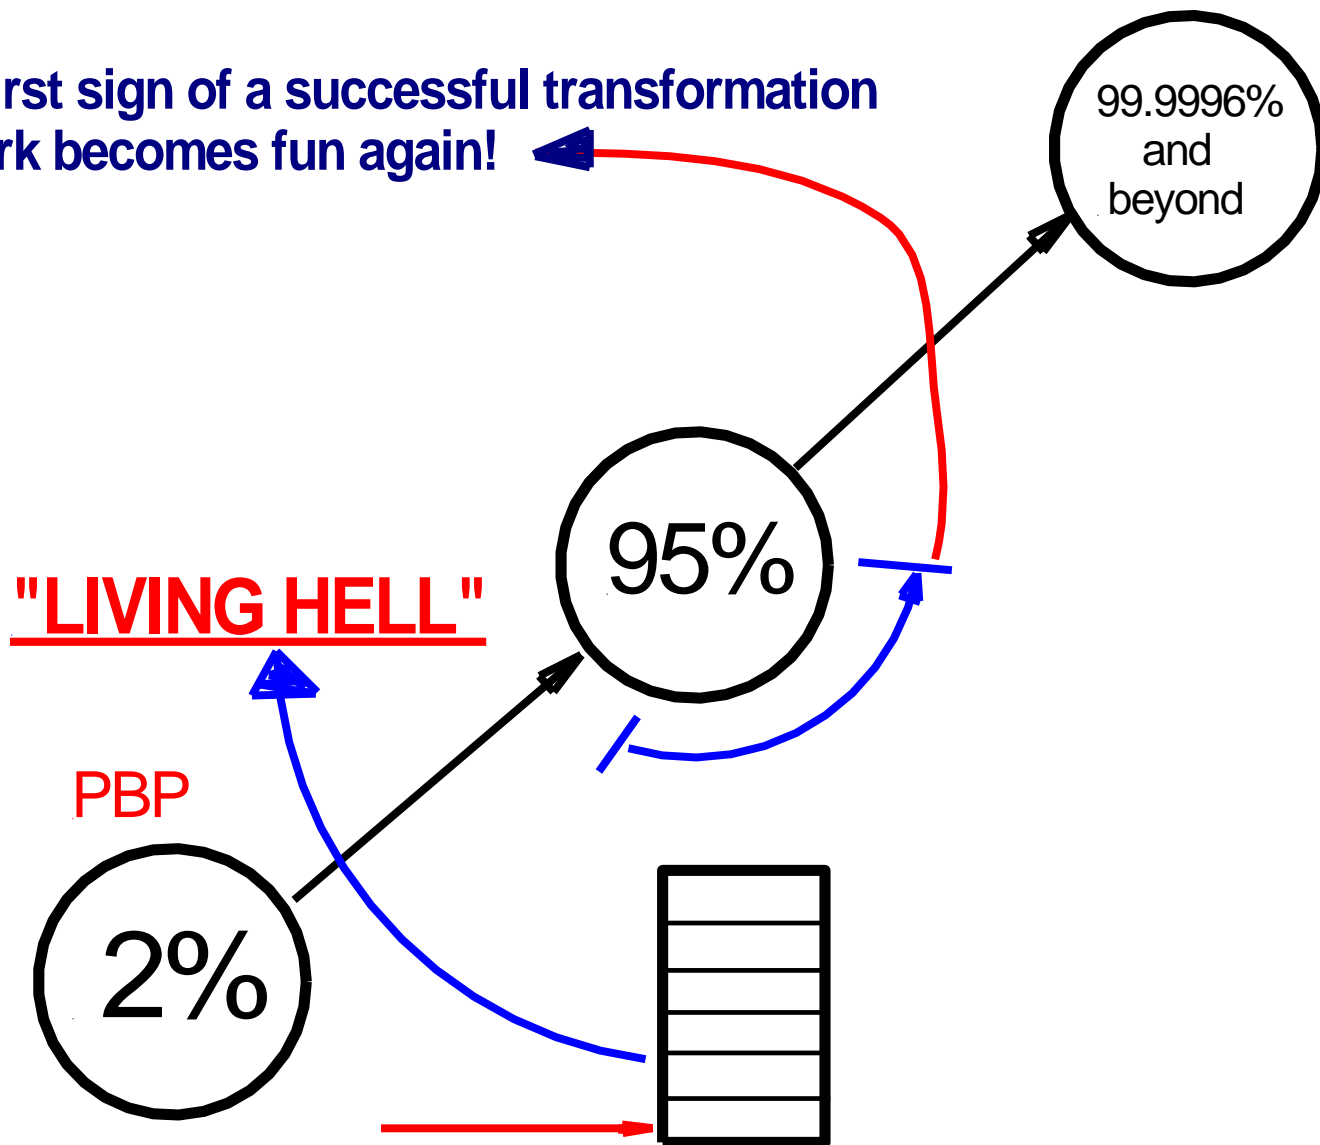 rst sign of a successful transformation
rk becomes fun again!
99.9996%
and
beyond
95%
"LIVING HELL"
PBP
2%